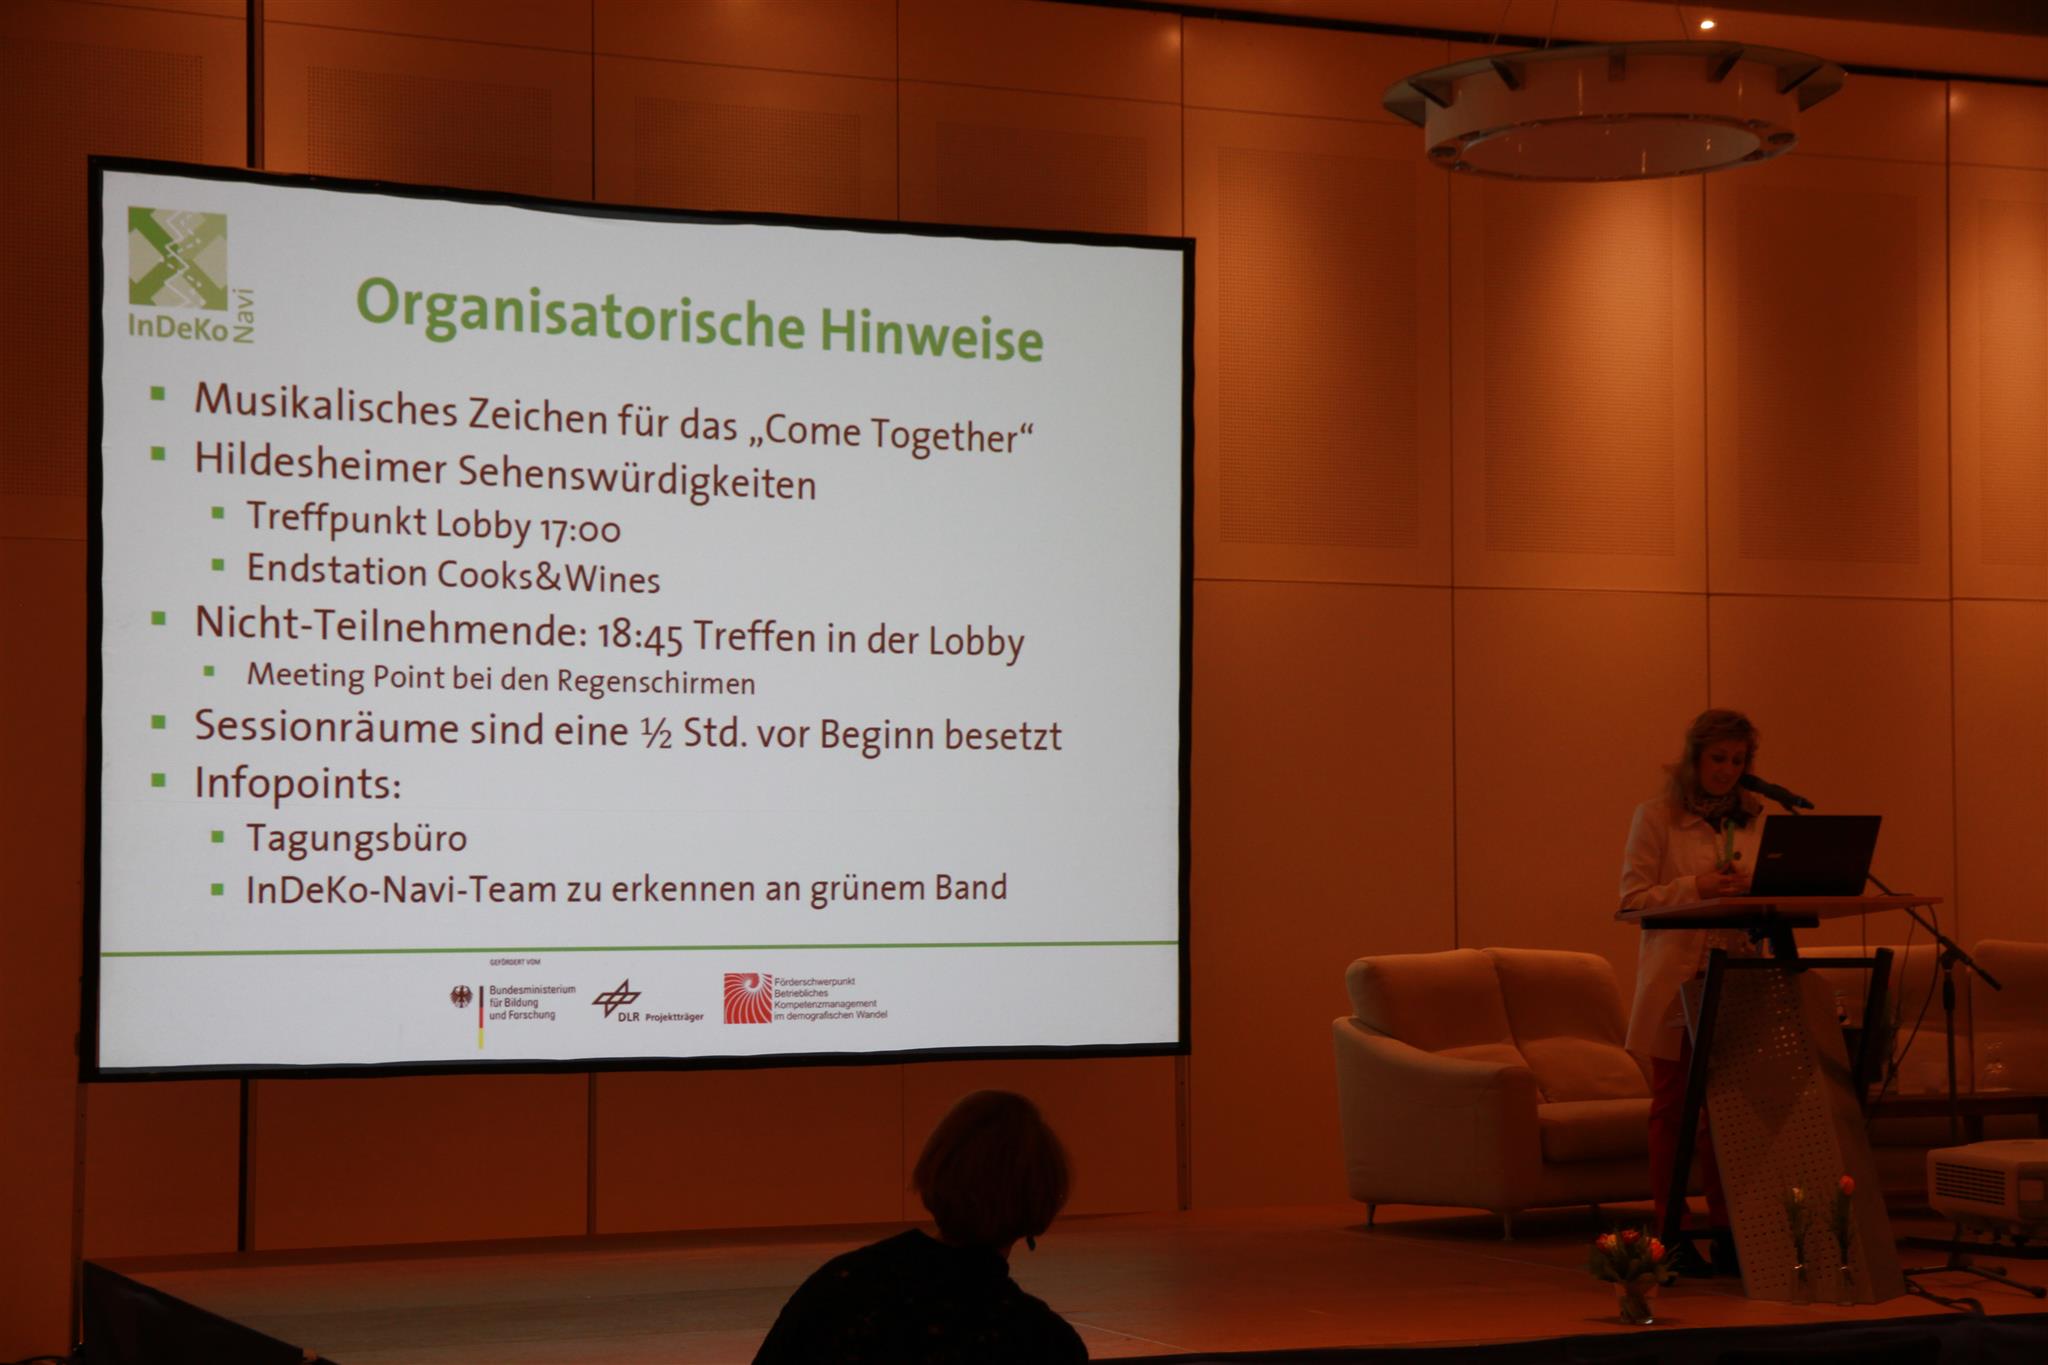 InDeKo
Navi
Organisatorische Hinweise
Musikalisches Zeichen für das „Come Together“
Hildesheimer Sehenswürdigkeiten
Treffpunkt Lobby 17:00
Endstation Cooks&Wines
Nicht-Teilnehmende: 18:45 Treffen in der Lobby
Meeting Point bei den Regenschirmen
Sessionräume sind eine ½ Std. vor Beginn besetzt
Infopoints:
Tagungsbüro
InDeKo-Navi-Team zu erkennen an grünem Band
GEFÖRDERT VOM
Bundesministerium
für Bildung
und Forschung
DLR Projektträger
Förderschwerpunkt
Betriebliches
Kompetenzmanagement
im demografischen Wandel